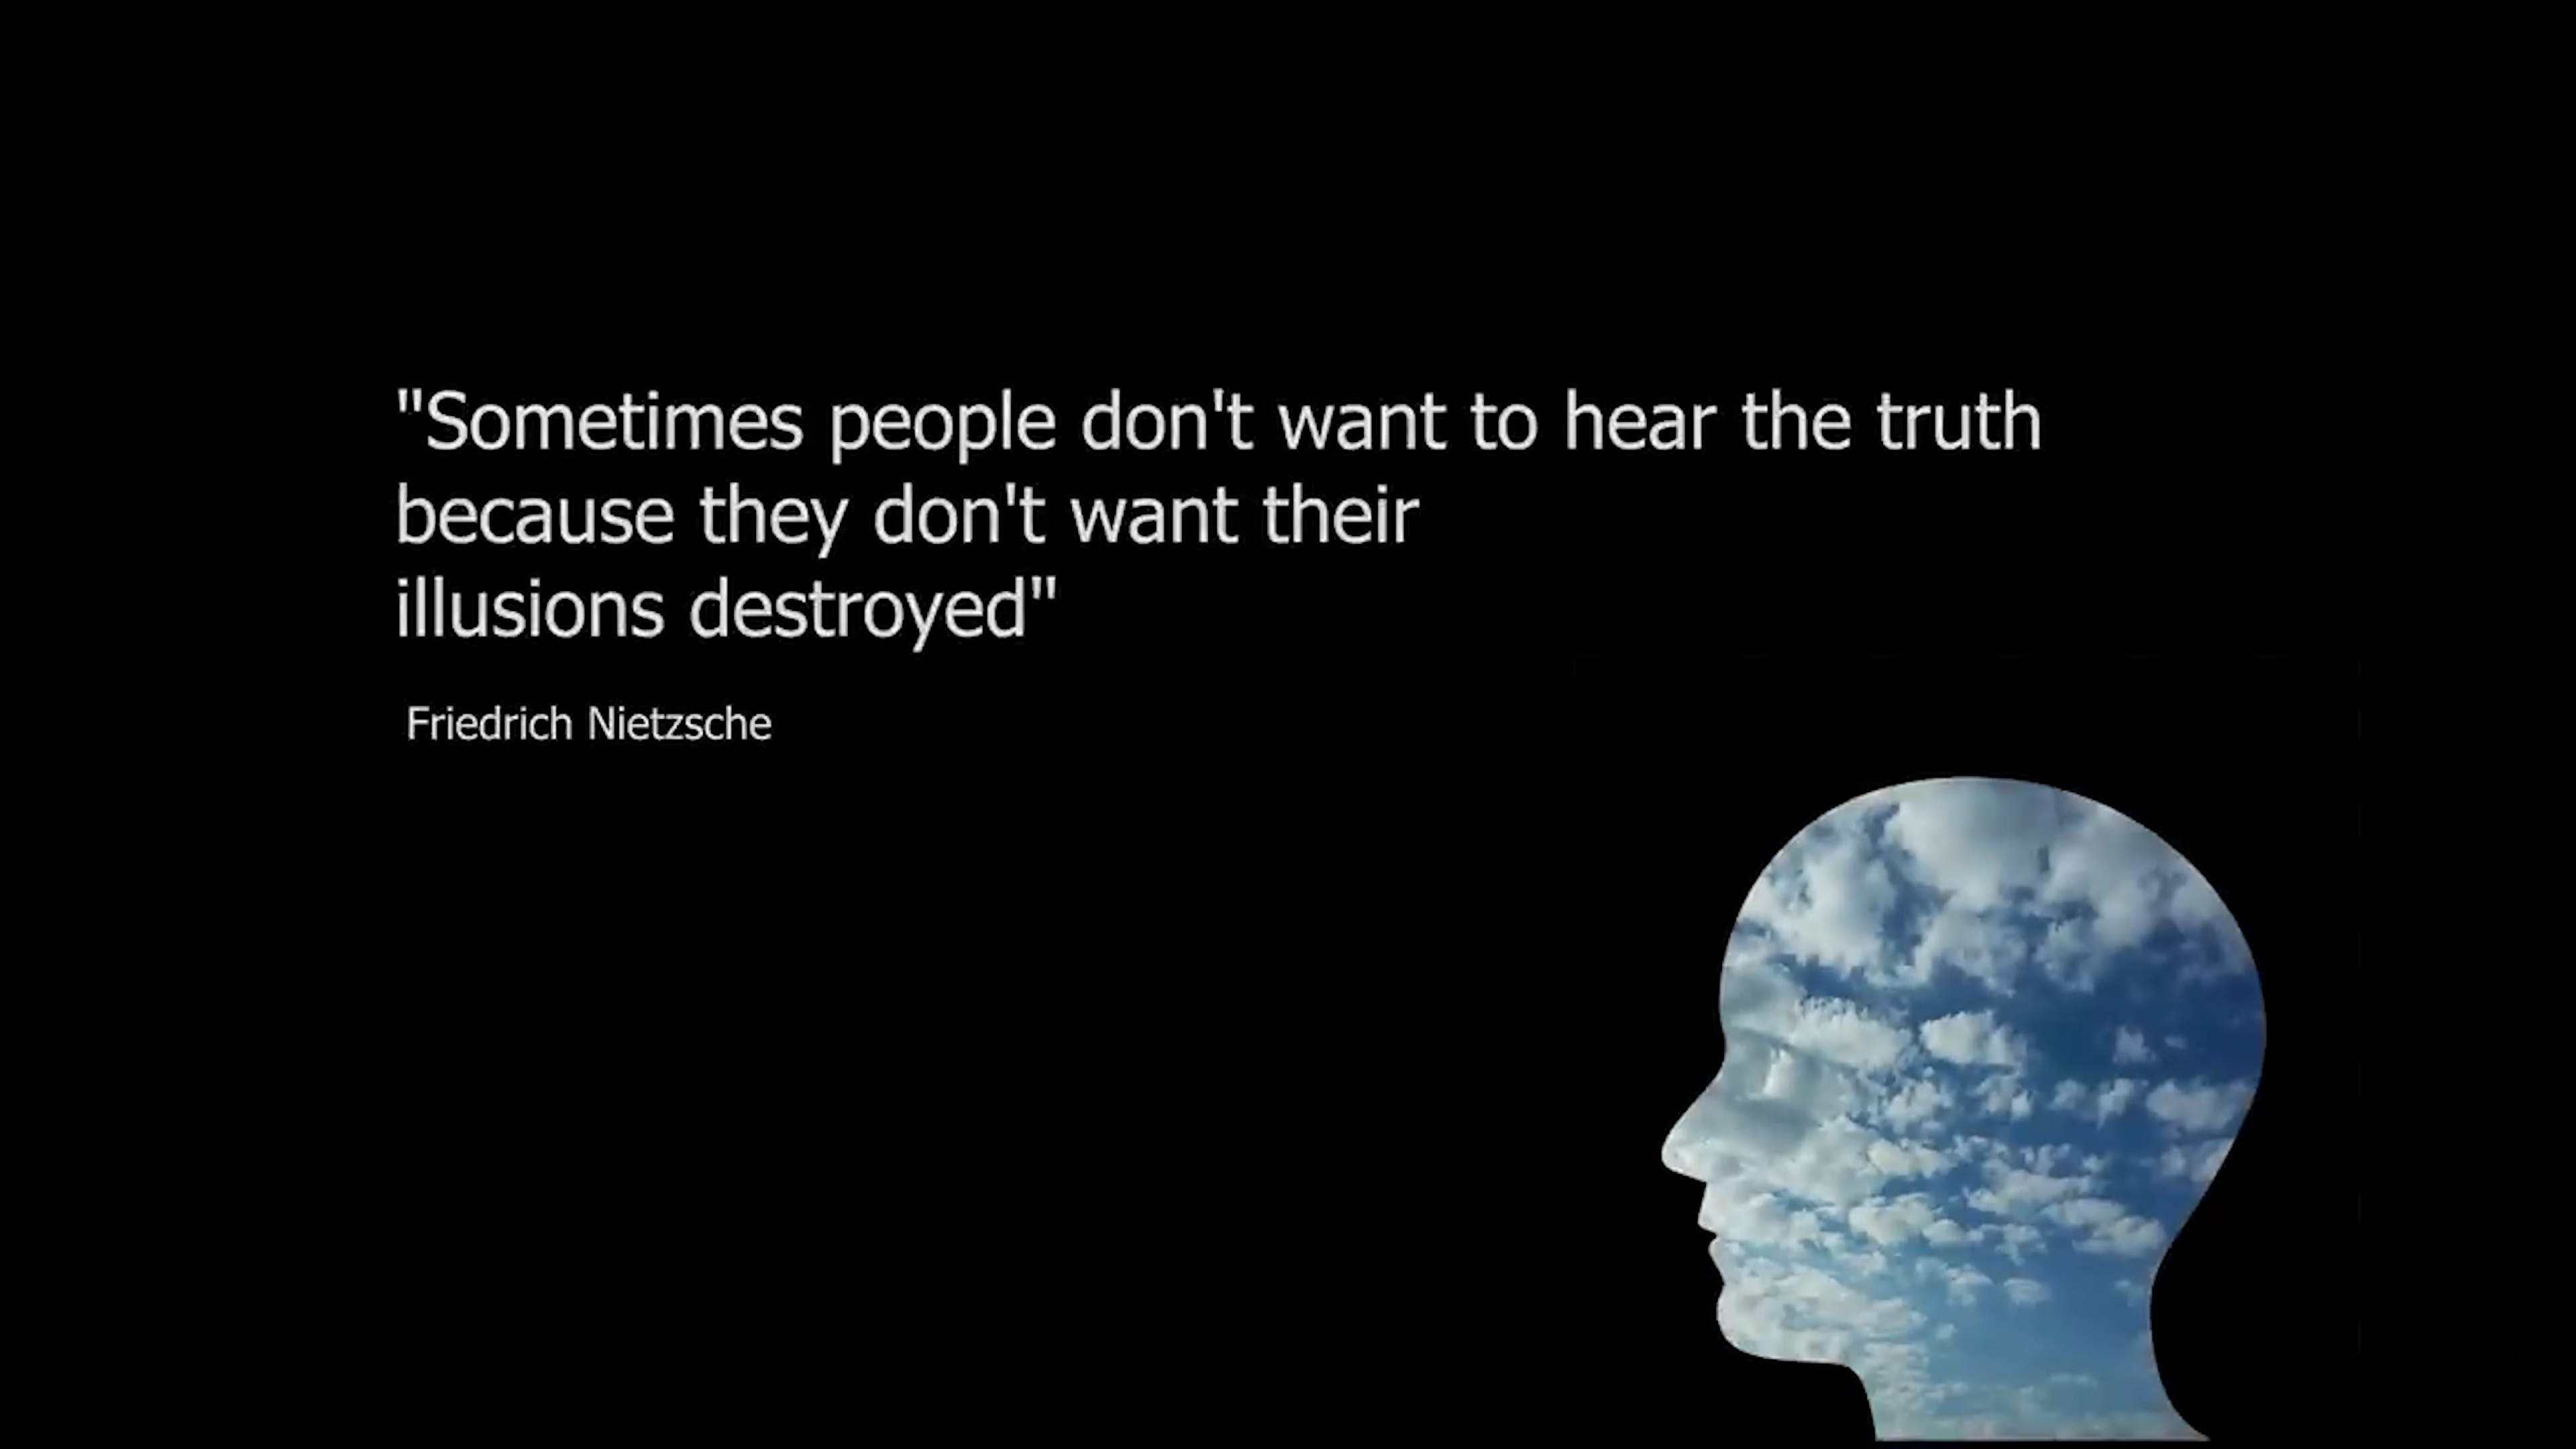 "Sometimes people don't want to hear the truth
because they don't want their
illusions destroyed"
Friedrich Nietzsche